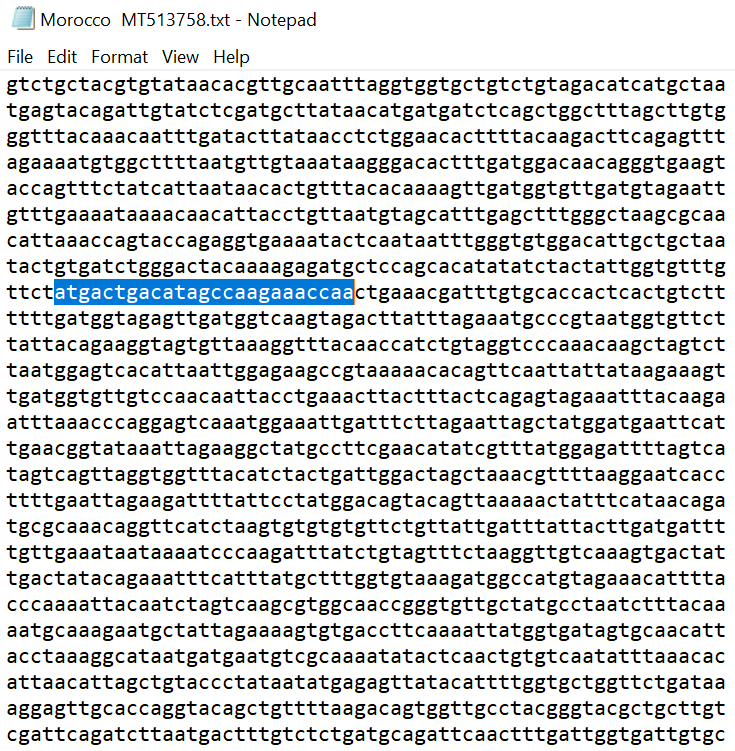 Morocco  MT513758.txt - Notepad
File Edit Format View Help
gtctgctacgtgtataacacgttgcaatttaggtggtgctgtctgtagacatcatgctaa
tgagtacagattgtatctcgatgcttataacatgatgatctcagctggctttagcttgtg
ggtttacaaacaatttgatacttataacctctggaacacttttacaagacttcagagttt
agaaaatgtggcttttaatgttgtaaataagggacactttgatggacaacagggtgaagt
accagtttctatcattaataacactgtttacacaaaagttgatggtgttgatgtagaatt
gtttgaaaataaaacaacattacctgttaatgtagcatttgagctttgggctaagcgcaa
cattaaaccagtaccagaggtgaaaatactcaataatttgggtgtggacattgctgctaa
tactgtgatctgggactacaaaagagatgctccagcacatatatctactattggtgtttg
ttctatgactgacatagccaagaaaccaactgaaacgatttgtgcaccactcactgtctt
ttttgatggtagagttgatggtcaagtagacttatttagaaatgcccgtaatggtgttct
tattacagaaggtagtgttaaaggtttacaaccatctgtaggtcccaaacaagctagtct
taatggagtcacattaattggagaagccgtaaaaacacagttcaattattataagaaagt
tgatggtgttgtccaacaattacctgaaacttactttactcagagtagaaatttacaaga
atttaaacccaggagtcaaatggaaattgatttcttagaattagctatggatgaattcat
tgaacggtataaattagaaggctatgccttcgaacatatcgtttatggagattttagtca
tagtcagttaggtggtttacatctactgattggactagctaaacgttttaaggaatcacc
ttttgaattagaagattttattcctatggacagtacagttaaaaactatttcataacaga
tgcgcaaacaggttcatctaagtgtgtgtgttctgttattgatttattacttgatgattt
tgttgaaataataaaatcccaagatttatctgtagtttctaaggttgtcaaagtgactat
tgactatacagaaatttcatttatgctttggtgtaaagatggccatgtagaaacatttta
cccaaaattacaatctagtcaagcgtggcaaccgggtgttgctatgcctaatctttacaa
aatgcaaagaatgctattagaaaagtgtgaccttcaaaattatggtgatagtgcaacatt
acctaaaggcataatgatgaatgtcgcaaaatatactcaactgtgtcaatatttaaacac
attaacattagctgtaccctataatatgagagttatacattttggtgctggttctgataa
aggagttgcaccaggtacagctgttttaagacagtggttgcctacgggtacgctgcttgt
cgattcagatcttaatgactttgtctctgatgcagattcaactttgattggtgattgtgc